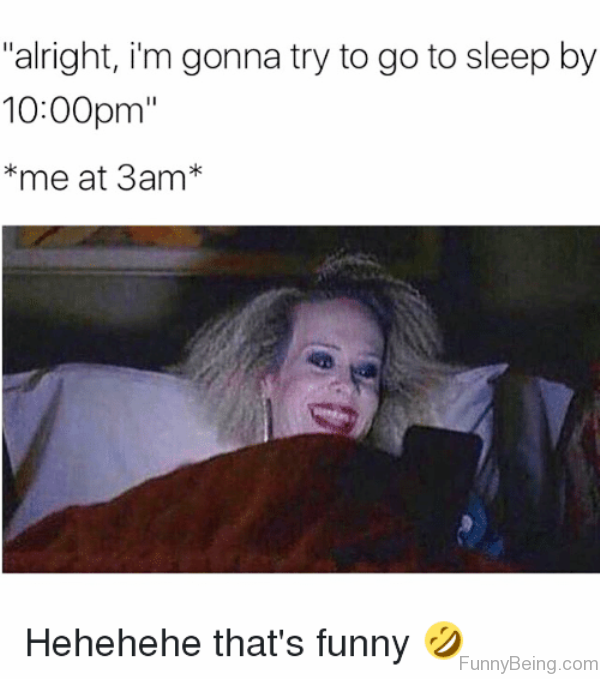 "alright, i'm gonna try to go to sleep by
10:00pm"
*me at 3am*
Hehehehe that's funny 🤣
FunnyBeing.com